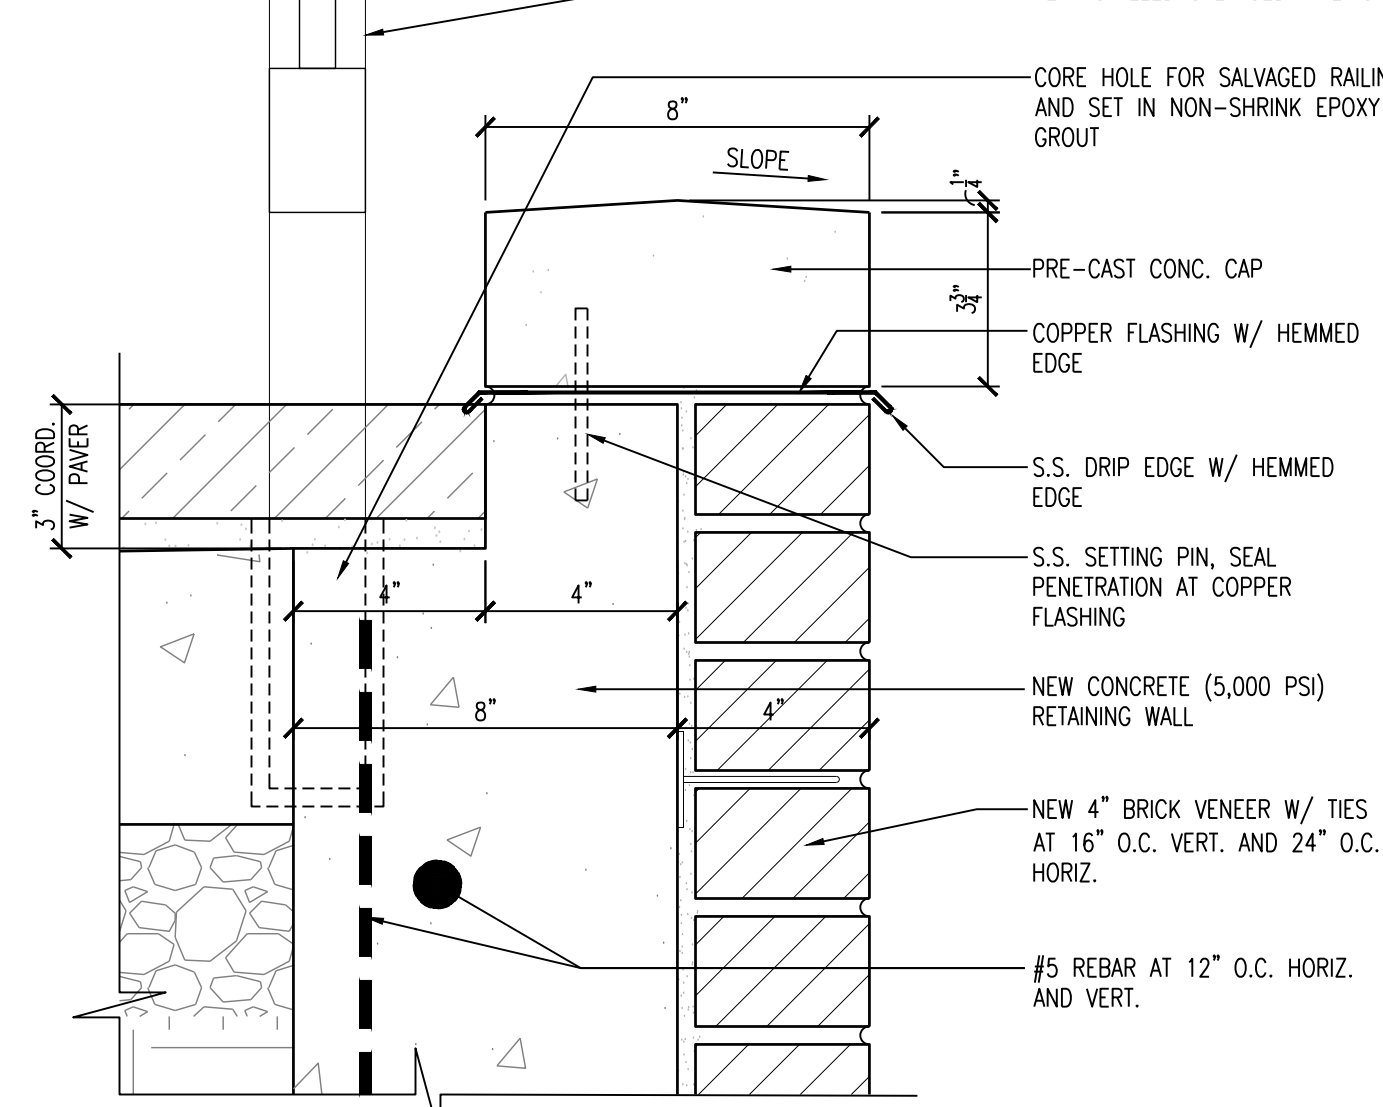 CORE HOLE FOR SALVAGED RAILIN
AND SET IN NON-SHRINK EPOXY
GROUT
8"
SLOPE
1/4"
PRE-CAST CONC. CAP
3 3/4"
COPPER FLASHING W/ HEMMED
EDGE
3" COORD.
W/ PAVER
S.S. DRIP EDGE W/ HEMMED
EDGE
S.S. SETTING PIN, SEAL
PENETRATION AT COPPER
FLASHING
4"
4"
NEW CONCRETE (5,000 PSI)
RETAINING WALL
8"
4"
NEW 4" BRICK VENEER W/ TIES
AT 16" O.C. VERT. AND 24" O.C.
HORIZ.
#5 REBAR AT 12" O.C. HORIZ.
AND VERT.